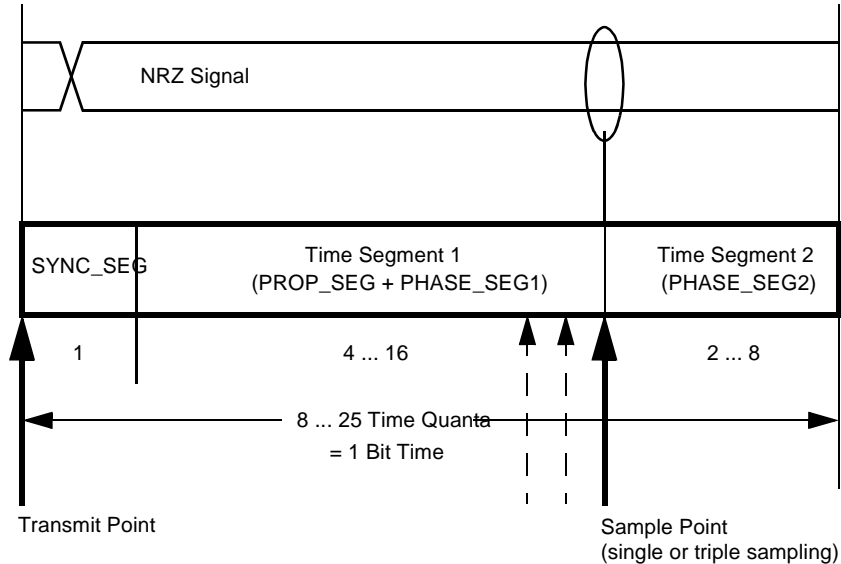 NRZ Signal
SYNC_SEG
Time Segment 1
(PROP_SEG + PHASE_SEG1)
Time Segment 2
(PHASE_SEG2)
1
4 ... 16
2 ... 8
8 ... 25 Time Quanta
= 1 Bit Time
Transmit Point
Sample Point
(single or triple sampling)